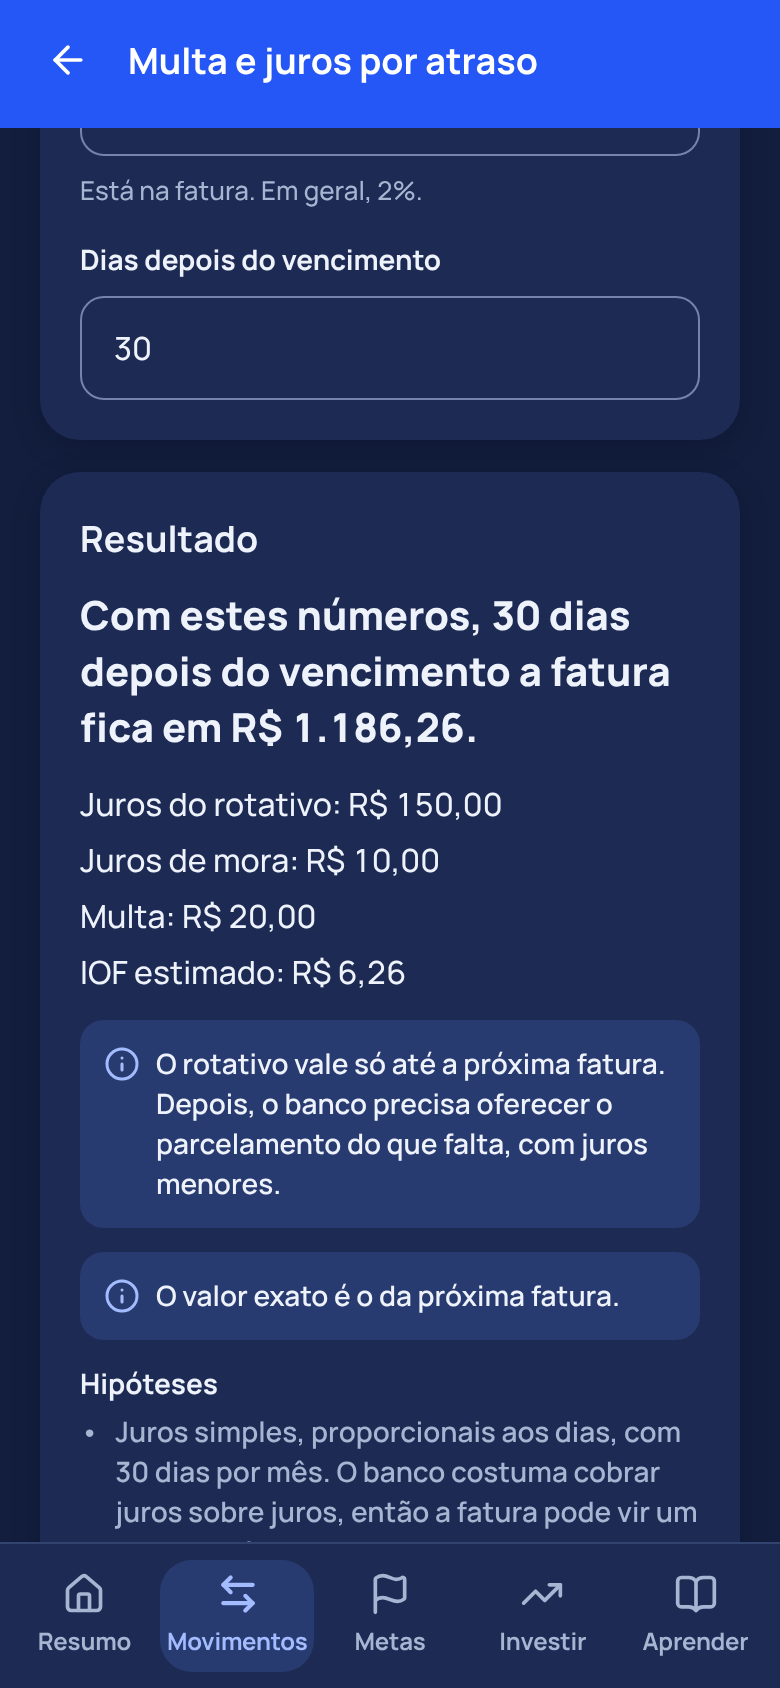 Multa e juros por atraso
Está na fatura. Em geral, 2%.
Dias depois do vencimento
30
Resultado
Com estes números, 30 dias
depois do vencimento a fatura
fica em R$ 1.186,26.
Juros do rotativo: R$ 150,00
Juros de mora: R$ 10,00
Multa: R$ 20,00
IOF estimado: R$ 6,26
O rotativo vale só até a próxima fatura.
Depois, o banco precisa oferecer o
parcelamento do que falta, com juros
menores.
O valor exato é o da próxima fatura.
Hipóteses
• Juros simples, proporcionais aos dias, com
30 dias por mês. O banco costuma cobrar
juros sobre juros, então a fatura pode vir um
Resumo
Movimentos
Metas
Investir
Aprender